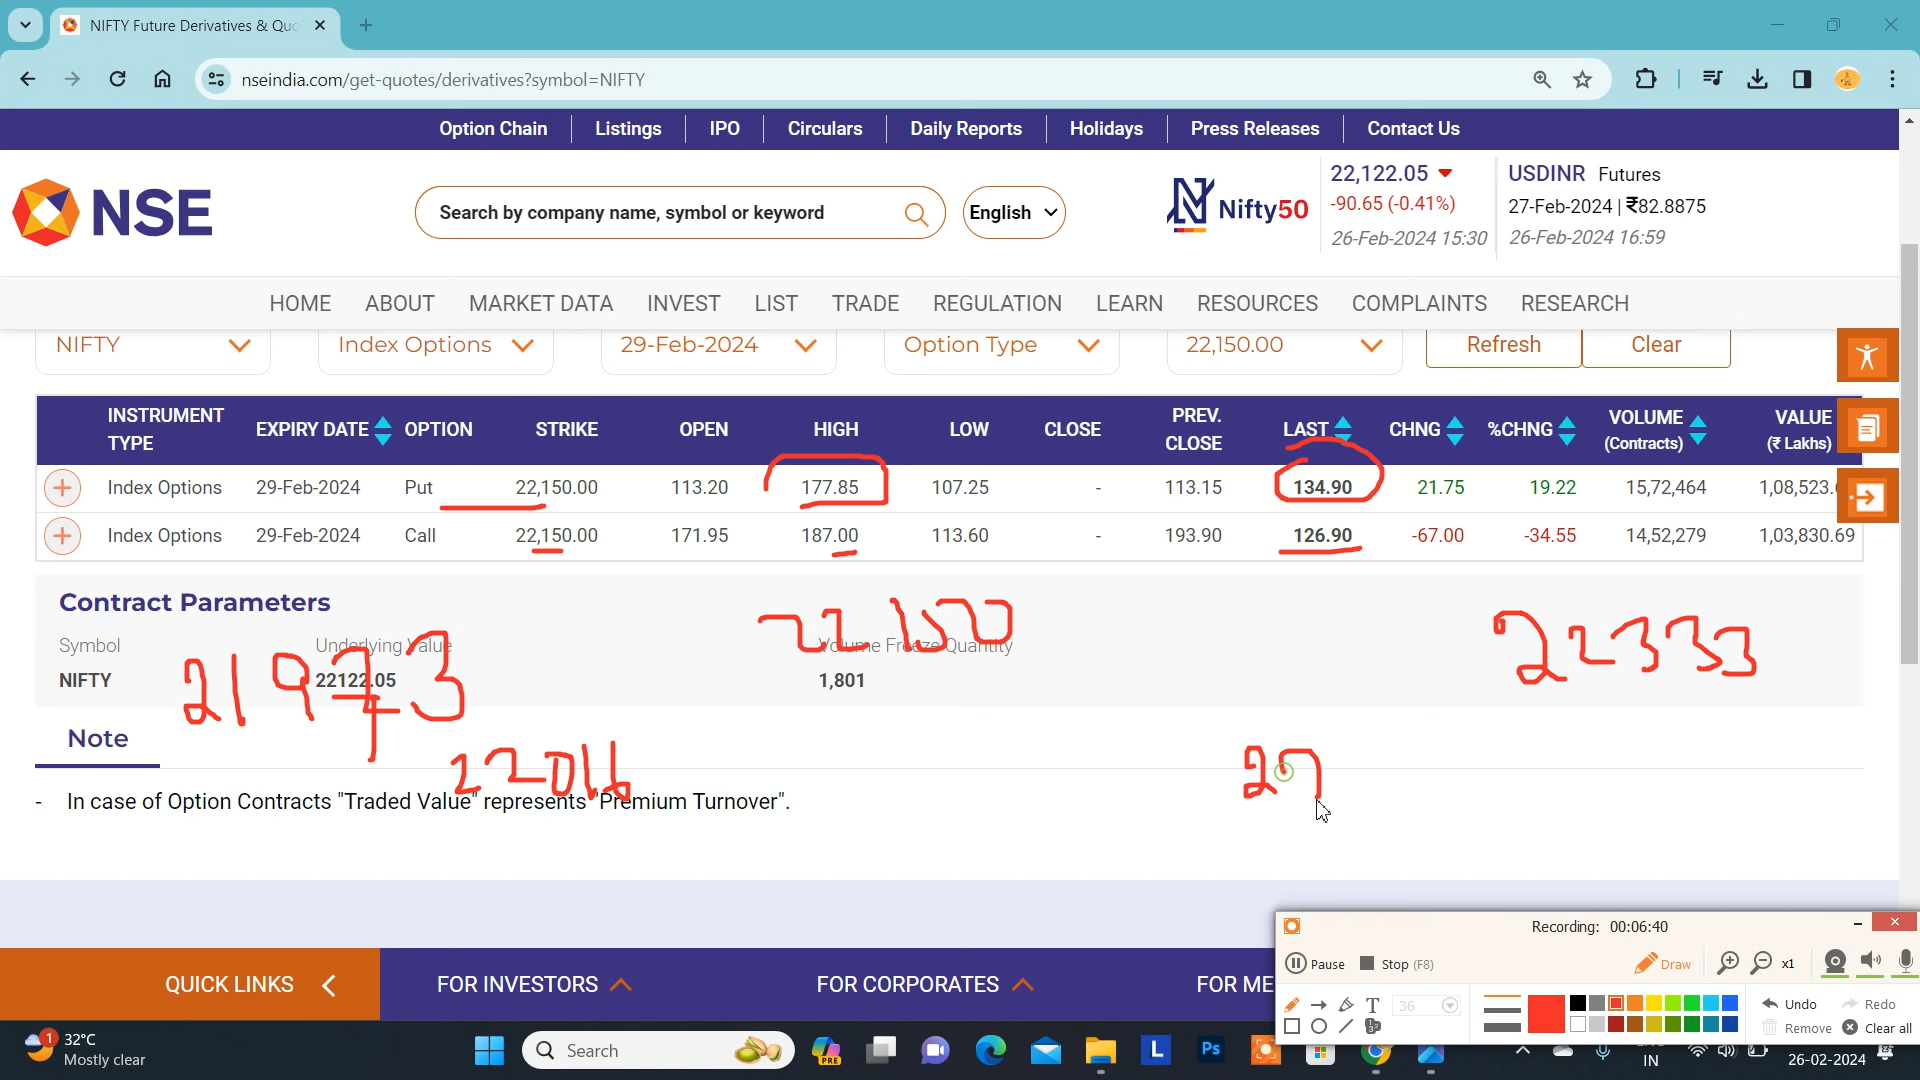 NIFTY Future Derivatives & Quo
nseindia.com/get-quotes/derivatives?symbol=NIFTY
Option Chain Listings IPO Circulars Daily Reports Holidays Press Releases Contact Us
NSE
Search by company name, symbol or keyword
English
Nifty50
22,122.05
-90.65 (-0.41%)
26-Feb-2024 15:30
USDINR Futures
27-Feb-2024 | ₹82.8875
26-Feb-2024 16:59
HOME ABOUT MARKET DATA INVEST LIST TRADE REGULATION LEARN RESOURCES COMPLAINTS RESEARCH
NIFTY Index Options 29-Feb-2024 Option Type 22,150.00 Refresh Clear
INSTRUMENT TYPE EXPIRY DATE OPTION STRIKE OPEN HIGH LOW CLOSE PREV. CLOSE LAST CHNG %CHNG VOLUME (Contracts) VALUE (₹ Lakhs)
Index Options 29-Feb-2024 Put 22,150.00 113.20 177.85 107.25 - 113.15 134.90 21.75 19.22 15,72,464 1,08,523.
Index Options 29-Feb-2024 Call 22,150.00 171.95 187.00 113.60 - 193.90 126.90 -67.00 -34.55 14,52,279 1,03,830.69
Contract Parameters
22150
22333
Symbol Underlying Value Volume Freeze Quantity
NIFTY 22122.05 1,801
21973
Note
22016
- In case of Option Contracts "Traded Value" represents "Premium Turnover".
QUICK LINKS FOR INVESTORS FOR CORPORATES FOR ME
Recording: 00:06:40
Pause Stop (F8) Draw x1
T 36 Undo Redo
Remove Clear all
1 32°C
Mostly clear
Search
PRE
L
Ps
IN
26-02-2024